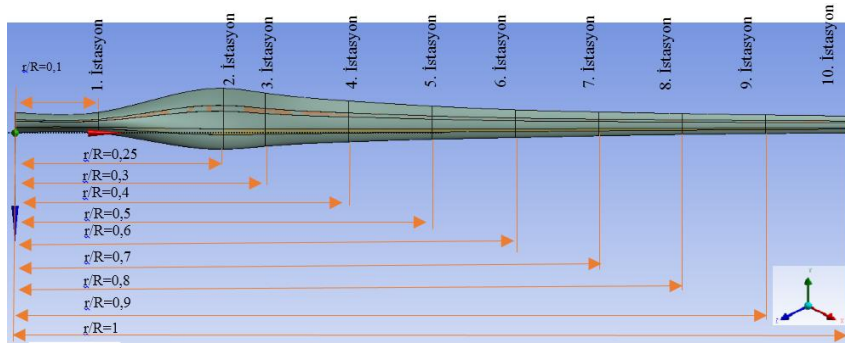 r/R=0,1
1. İstasyon
2. İstasyon
3. İstasyon
4. İstasyon
5. İstasyon
6. İstasyon
7. İstasyon
8. İstasyon
9. İstasyon
10. İstasyon
r/R=0,25
r/R=0,3
r/R=0,4
r/R=0,5
r/R=0,6
r/R=0,7
r/R=0,8
r/R=0,9
r/R=1